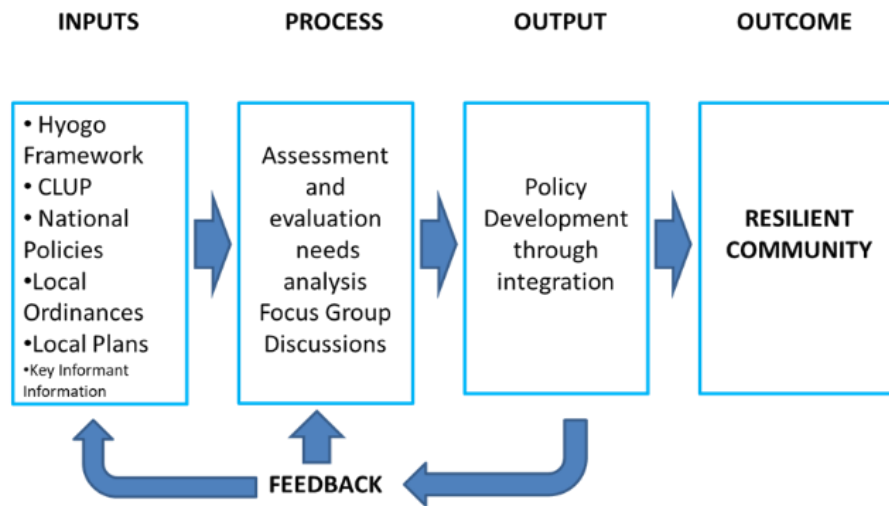 INPUTS
PROCESS
OUTPUT
OUTCOME
• Hyogo
Framework
• CLUP
• National
Policies
•Local
Ordinances
•Local Plans
•Key Informant
Information
Assessment
and
evaluation
needs
analysis
Focus Group
Discussions
Policy
Development
through
integration
RESILIENT
COMMUNITY
FEEDBACK